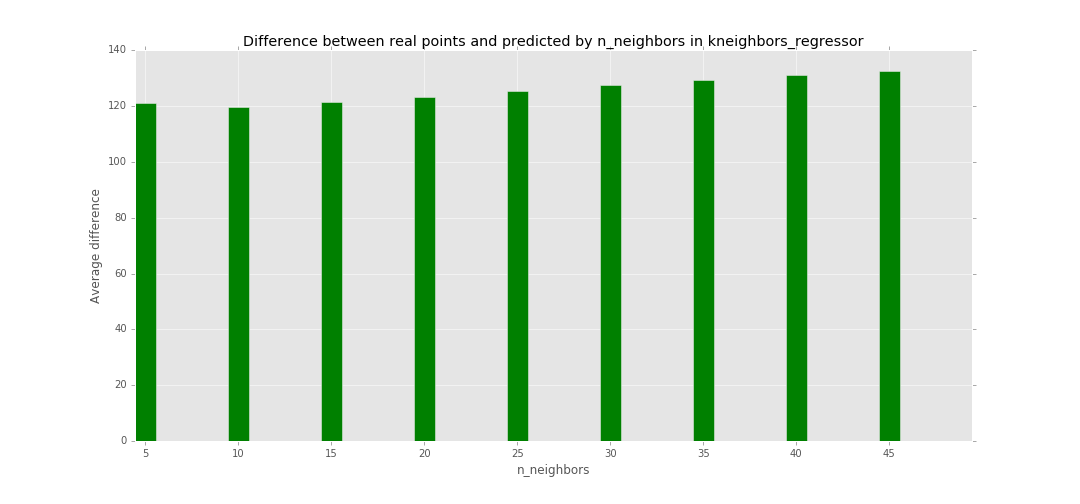 Difference between real points and predicted by n_neighbors in kneighbors_regressor
140
120
100
80
60
40
20
0
Average difference
5 10 15 20 25 30 35 40 45
n_neighbors